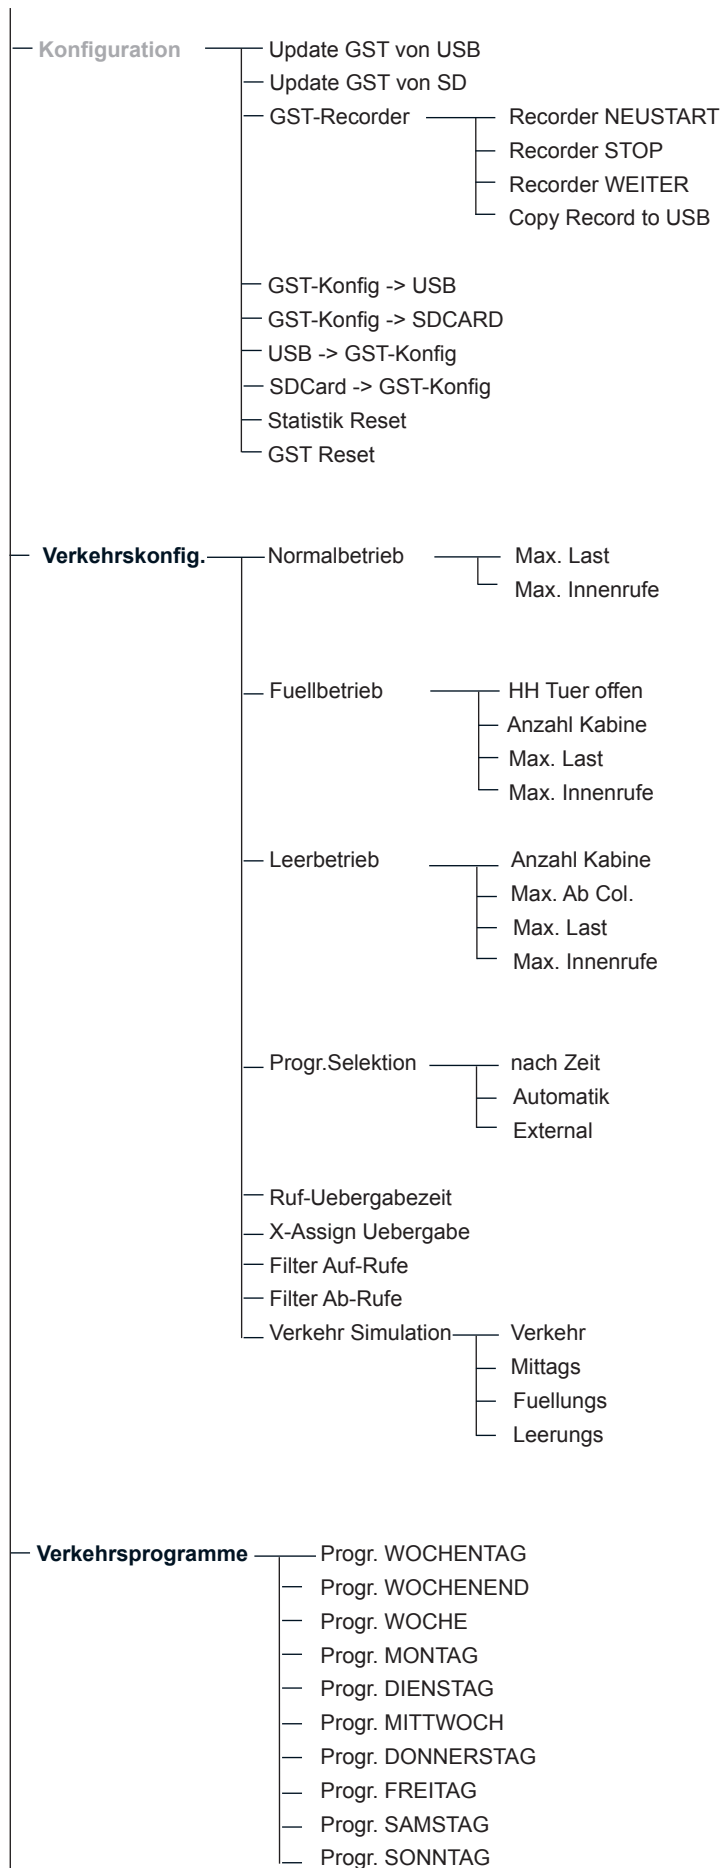 Konfiguration
Update GST von USB
Update GST von SD
GST-Recorder
Recorder NEUSTART
Recorder STOP
Recorder WEITER
Copy Record to USB
GST-Konfig -> USB
GST-Konfig -> SDCARD
USB -> GST-Konfig
SDCard -> GST-Konfig
Statistik Reset
GST Reset
Verkehrskonfig.
Normalbetrieb
Max. Last
Max. Innenrufe
Fuellbetrieb
HH Tuer offen
Anzahl Kabine
Max. Last
Max. Innenrufe
Leerbetrieb
Anzahl Kabine
Max. Ab Col.
Max. Last
Max. Innenrufe
Progr.Selektion
nach Zeit
Automatik
External
Ruf-Uebergabezeit
X-Assign Uebergabe
Filter Auf-Rufe
Filter Ab-Rufe
Verkehr Simulation
Verkehr
Mittags
Fuellungs
Leerungs
Verkehrsprogramme
Progr. WOCHENTAG
Progr. WOCHENEND
Progr. WOCHE
Progr. MONTAG
Progr. DIENSTAG
Progr. MITTWOCH
Progr. DONNERSTAG
Progr. FREITAG
Progr. SAMSTAG
Progr. SONNTAG